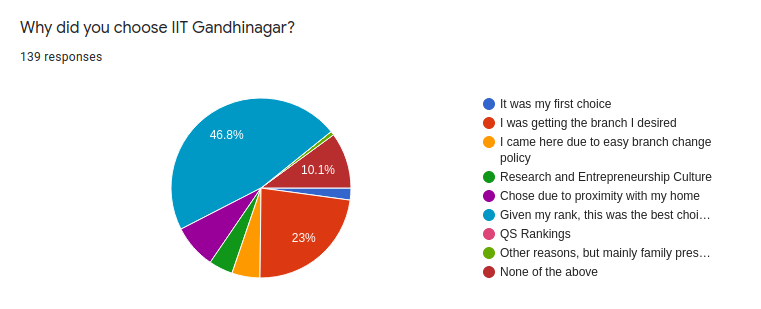 Why did you choose IIT Gandhinagar?
139 responses
46.8%
10.1%
23%
It was my first choice
I was getting the branch I desired
I came here due to easy branch change
policy
Research and Entrepreneurship Culture
Chose due to proximity with my home
Given my rank, this was the best choi…
QS Rankings
Other reasons, but mainly family pres…
None of the above